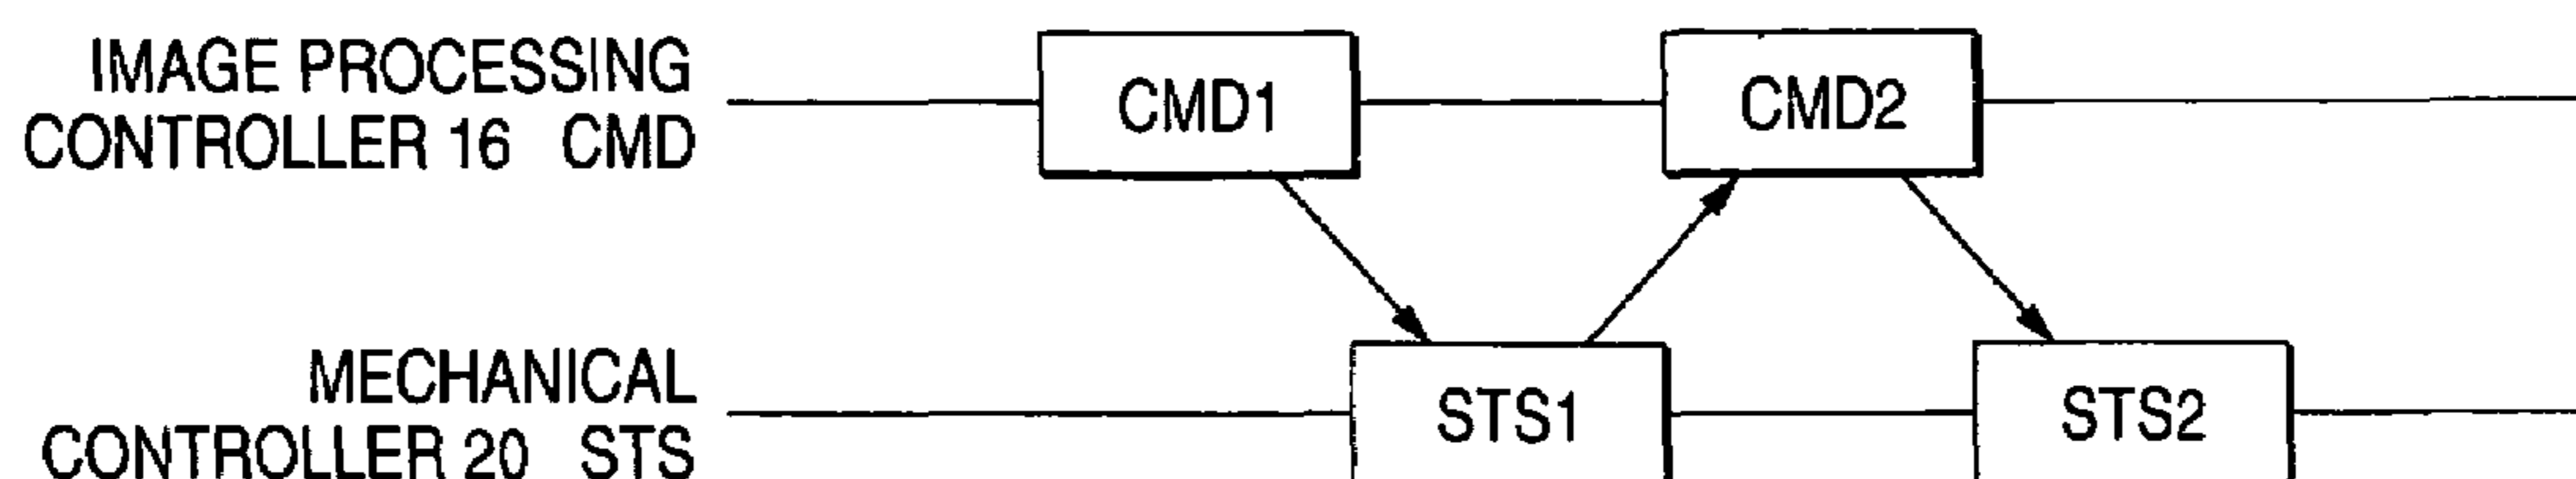 IMAGE PROCESSING
CONTROLLER 16 CMD
CMD1
CMD2
MECHANICAL
CONTROLLER 20 STS
STS1
STS2